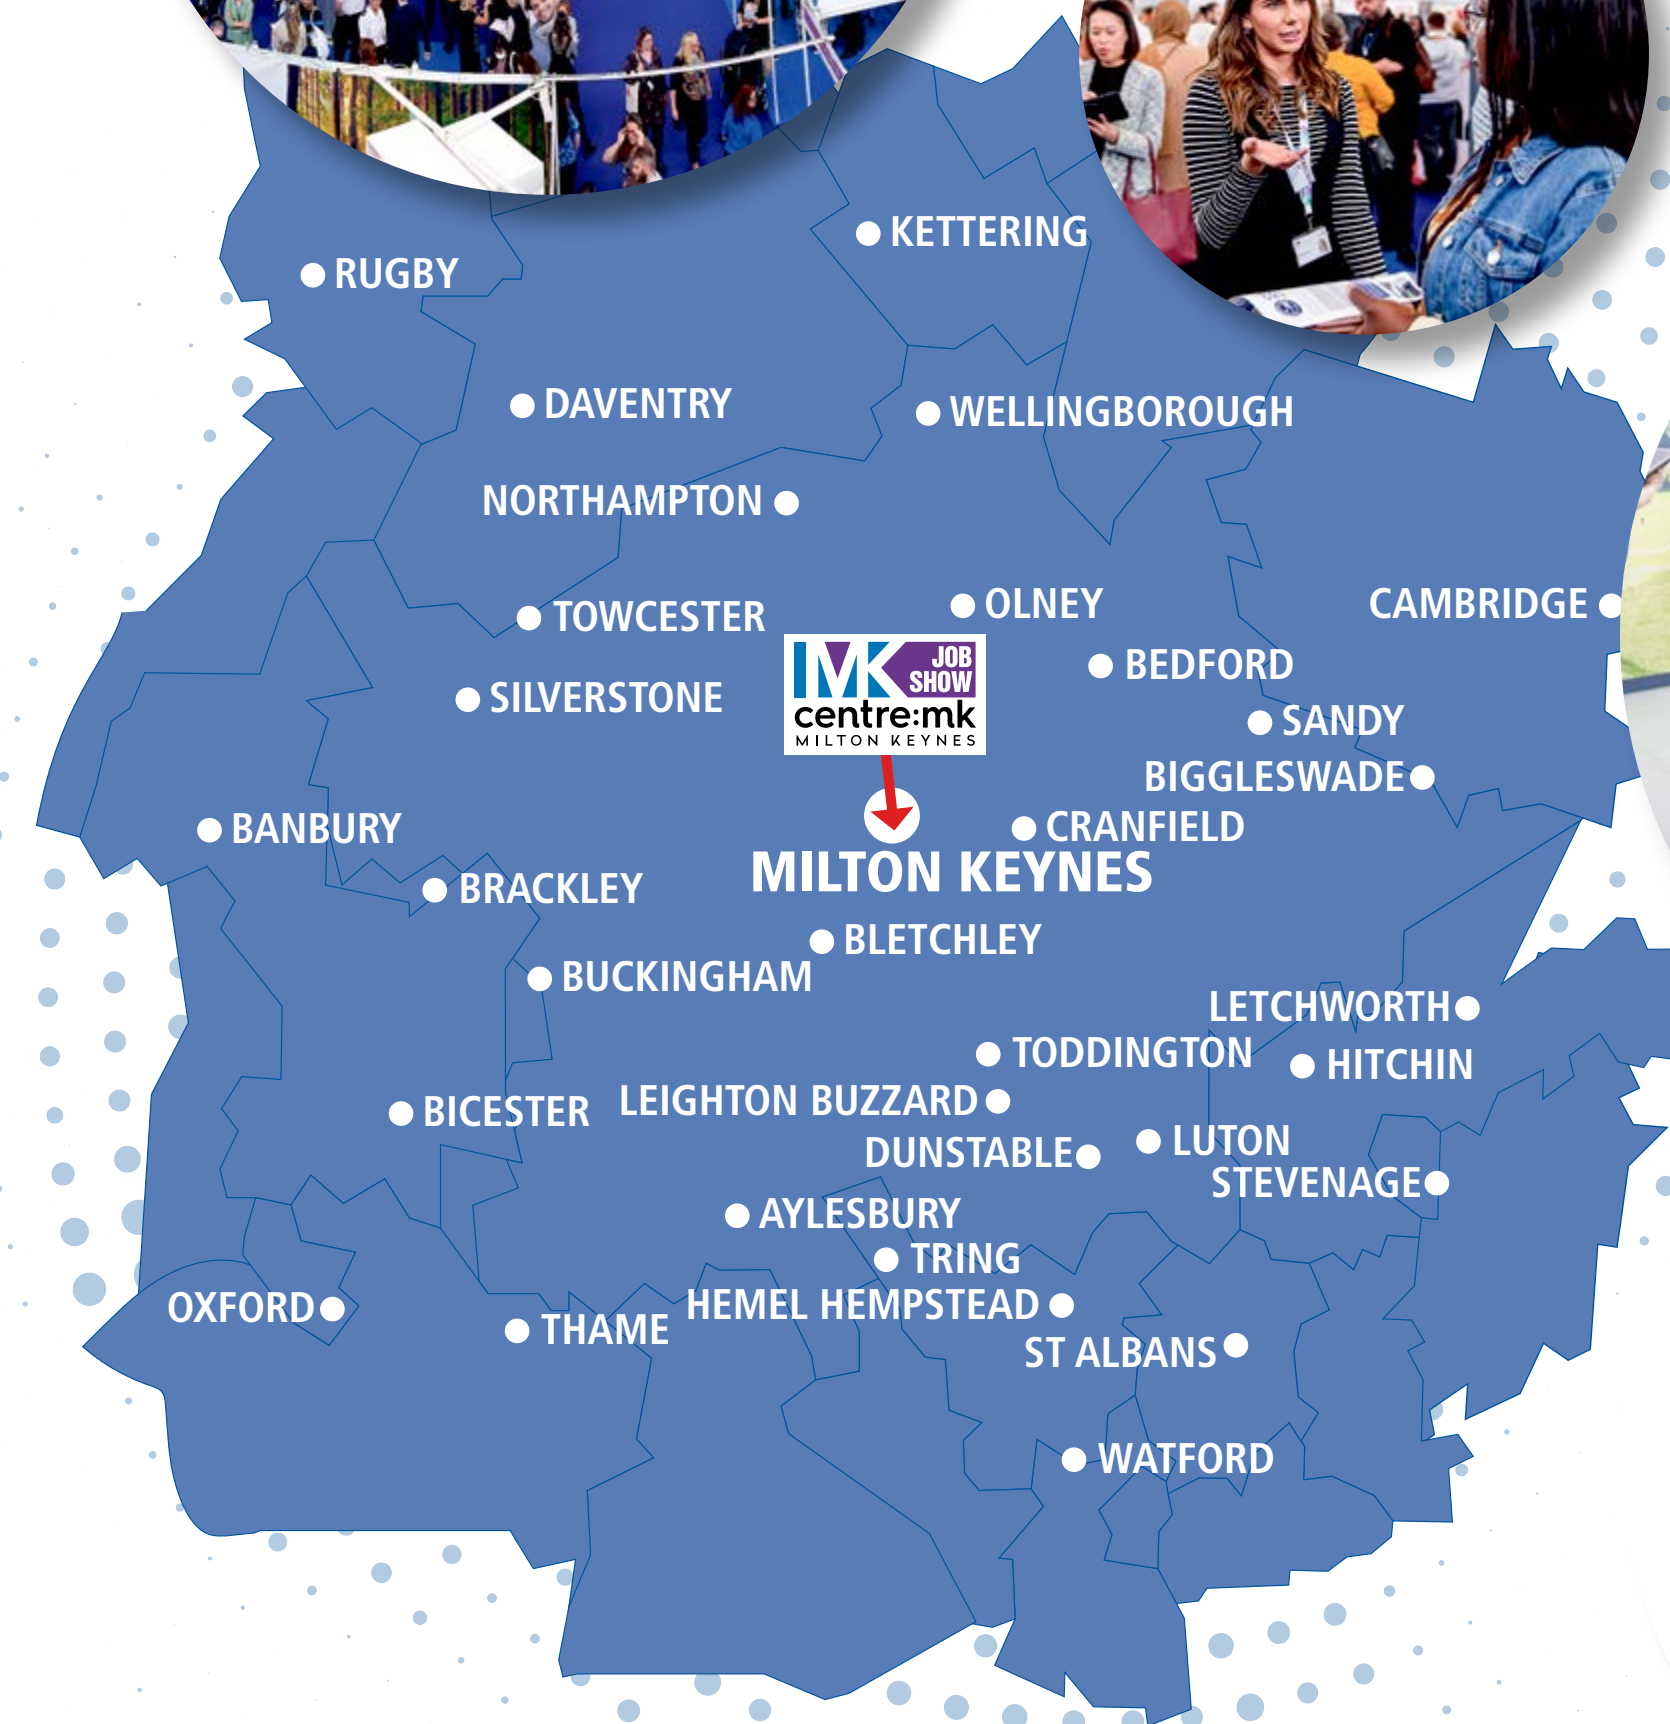 KETTERING
RUGBY
DAVENTRY
WELLINGBOROUGH
NORTHAMPTON
OLNEY
CAMBRIDGE
TOWCESTER
MK JOB SHOW
centre:mk
MILTON KEYNES
BEDFORD
SILVERSTONE
SANDY
BIGGLESWADE
BANBURY
CRANFIELD
MILTON KEYNES
BRACKLEY
BLETCHLEY
BUCKINGHAM
LETCHWORTH
TODDINGTON
HITCHIN
LEIGHTON BUZZARD
BICESTER
LUTON
DUNSTABLE
STEVENAGE
AYLESBURY
TRING
HEMEL HEMPSTEAD
OXFORD
THAME
ST ALBANS
WATFORD